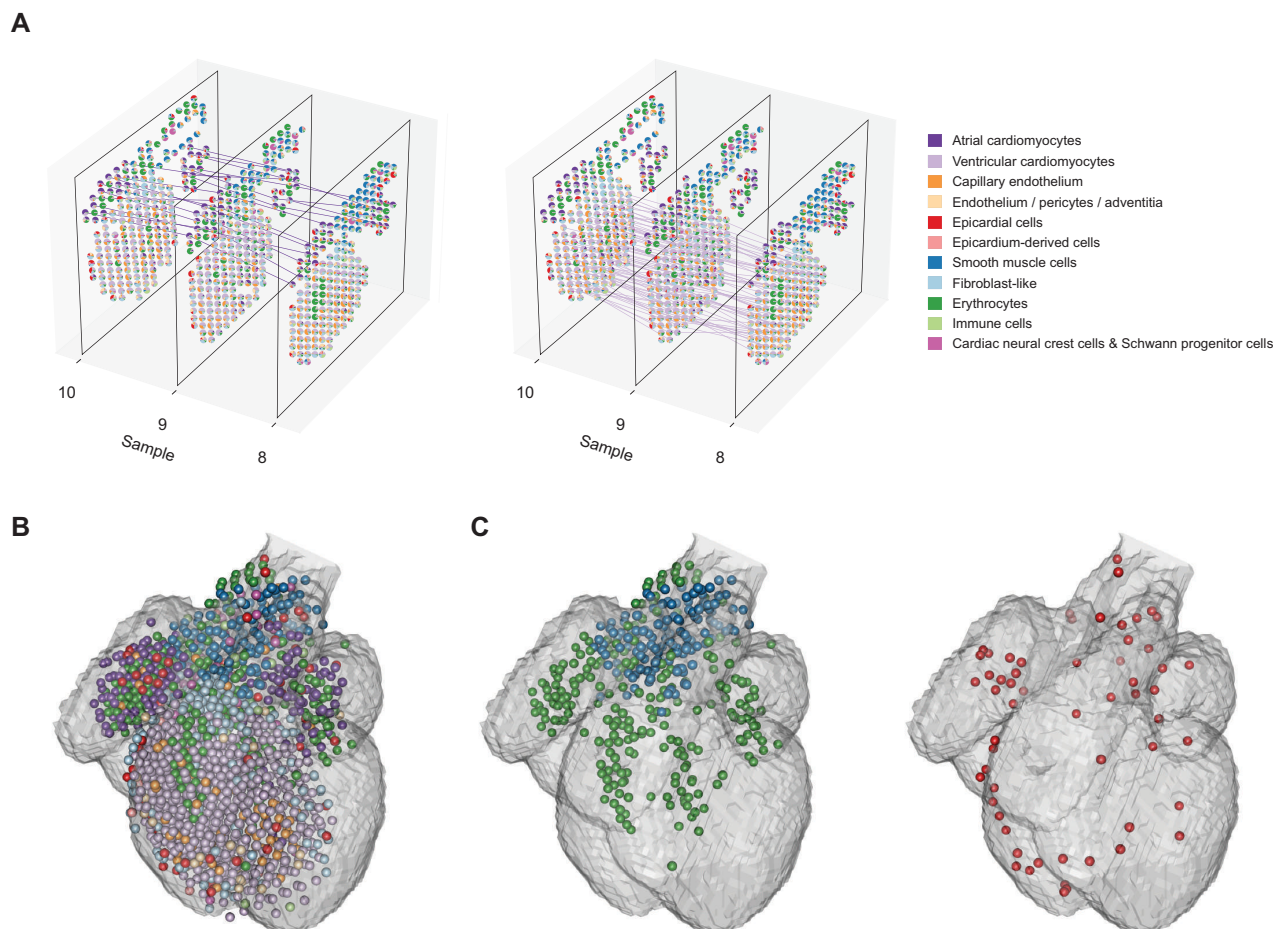 A
Atrial cardiomyocytes
Ventricular cardiomyocytes
Capillary endothelium
Endothelium / pericytes / adventitia
Epicardial cells
Epicardium-derived cells
Smooth muscle cells
Fibroblast-like
Erythrocytes
Immune cells
Cardiac neural crest cells & Schwann progenitor cells
10
9
8
Sample
10
9
8
Sample
B
C